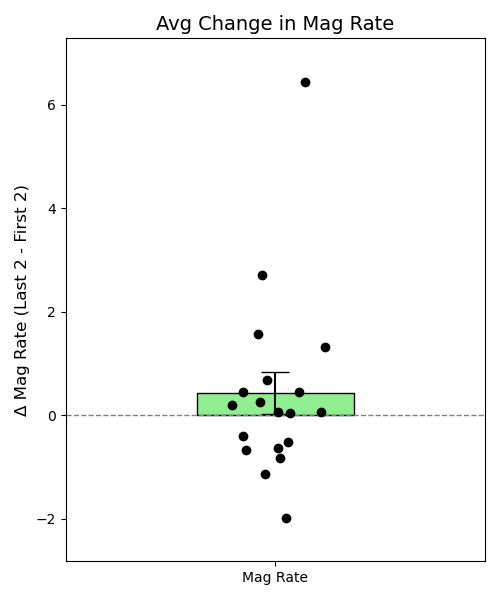 Avg Change in Mag Rate
Δ Mag Rate (Last 2 - First 2)
6
4
2
0
−2
Mag Rate